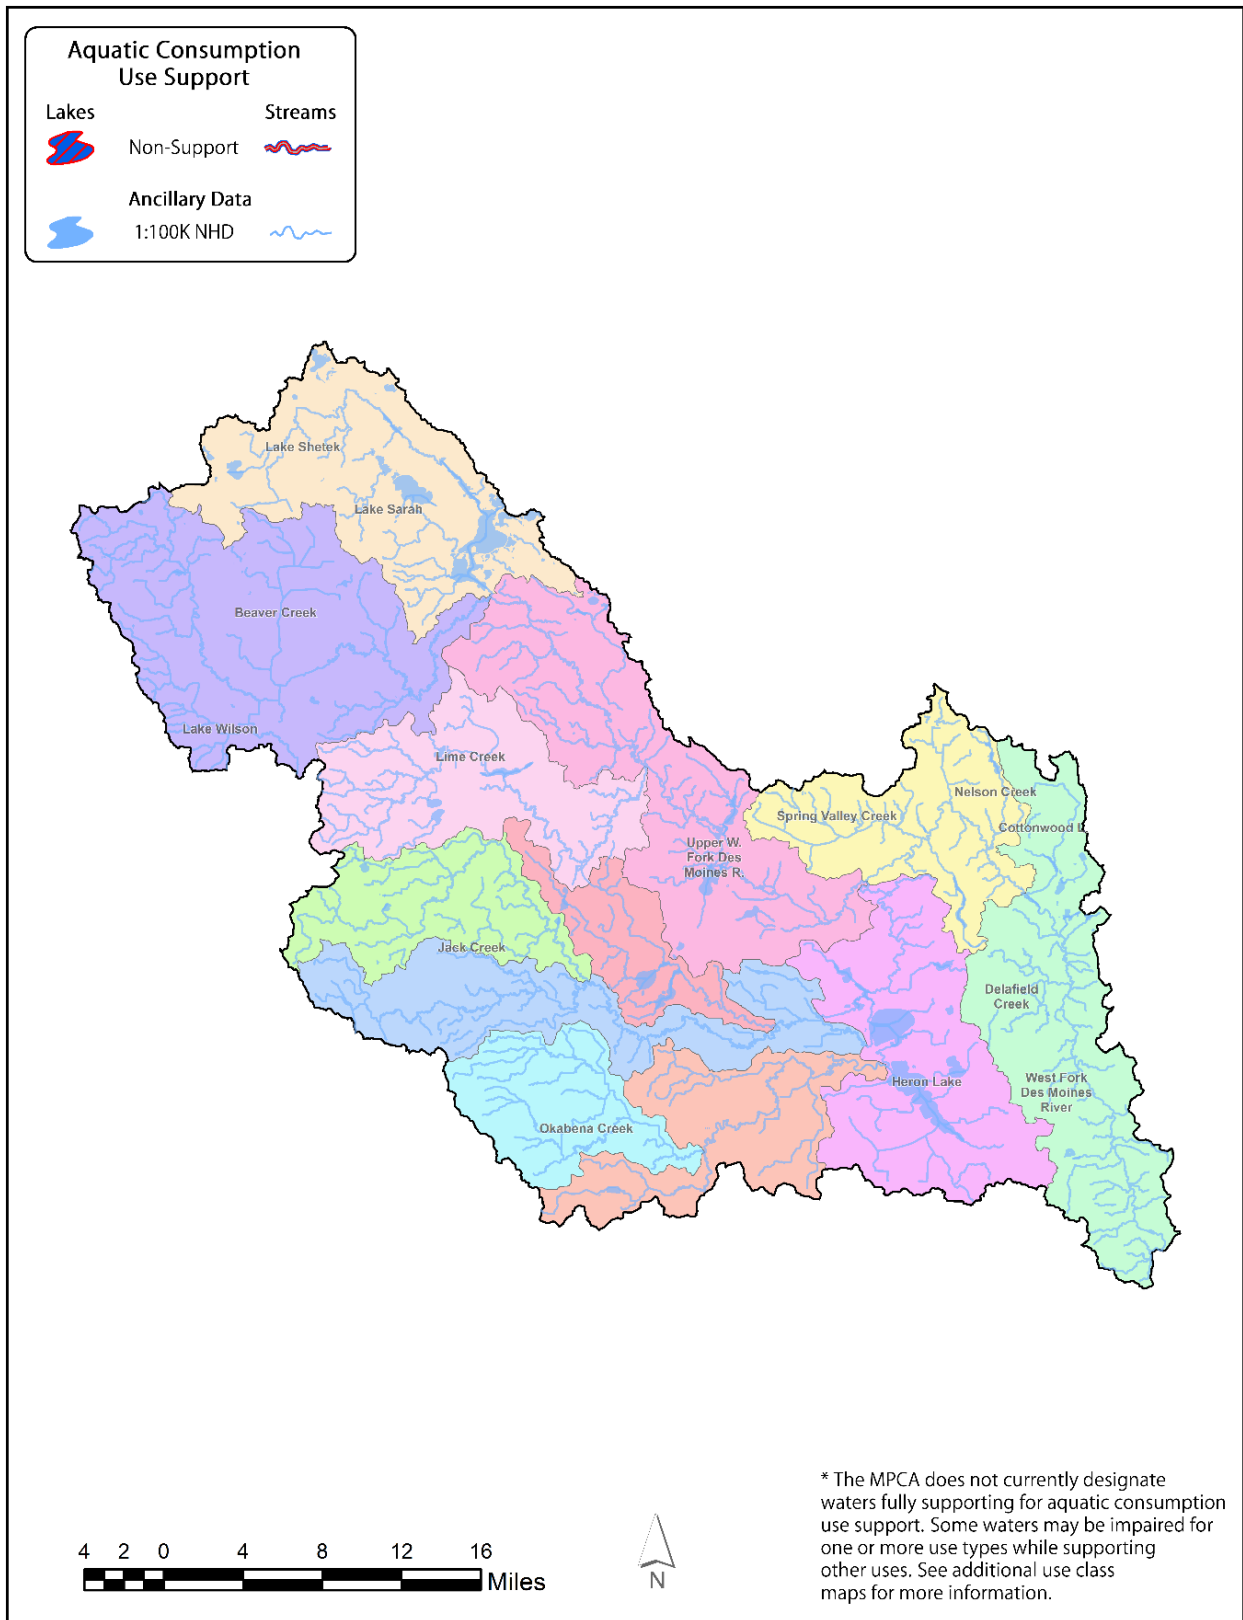 Aquatic Consumption
Use Support
Lakes
Streams
Non-Support
Ancillary Data
1:100K NHD
Lake Shetek
Lake Sarah
Beaver Creek
Lake Wilson
Lime Creek
Nelson Creek
Spring Valley Creek
Cottonwood L
Upper W.
Fork Des
Moines R.
Jack Creek
Delafield
Creek
Heron Lake
West Fork
Des Moines
River
Okabena Creek
* The MPCA does not currently designate
waters fully supporting for aquatic consumption
use support. Some waters may be impaired for
one or more use types while supporting
other uses. See additional use class
maps for more information.
4 2 0 4 8 12 16
Miles
N